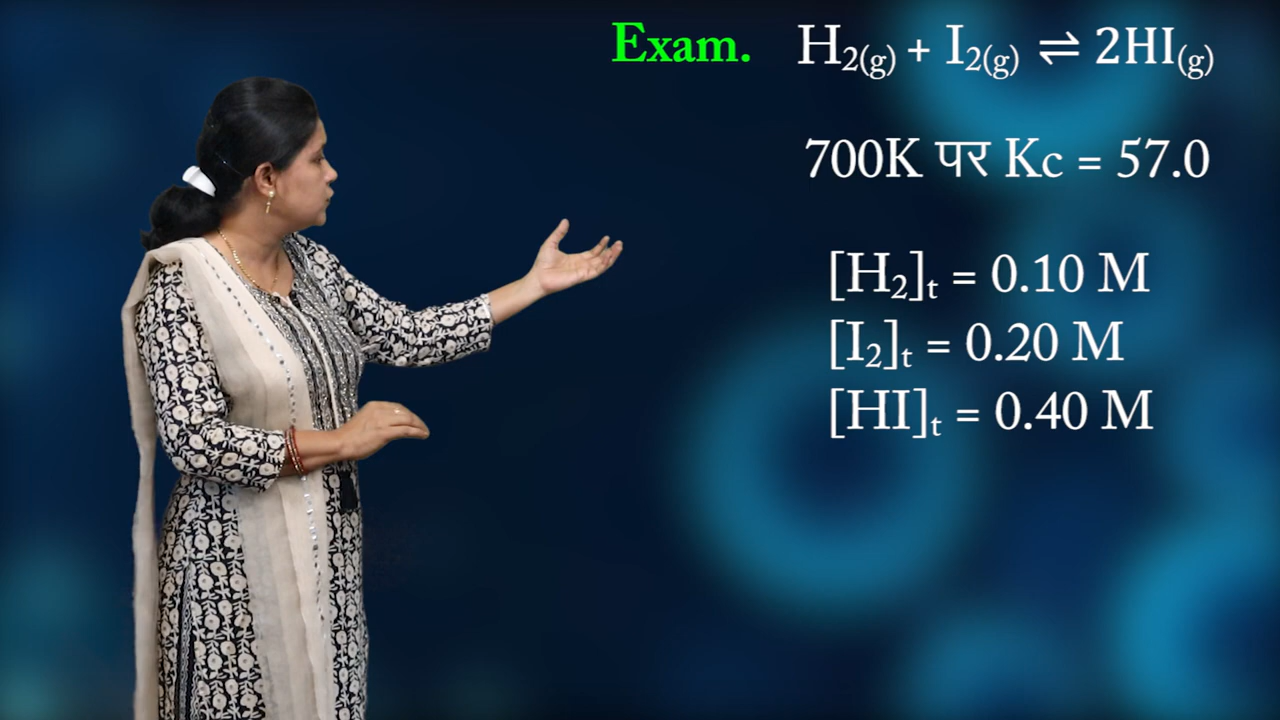 Exam. H₂(g) + I₂(g) ⇌ 2HI(g)
700K पर Kc = 57.0
[H₂]t = 0.10 M
[I₂]t = 0.20 M
[HI]t = 0.40 M